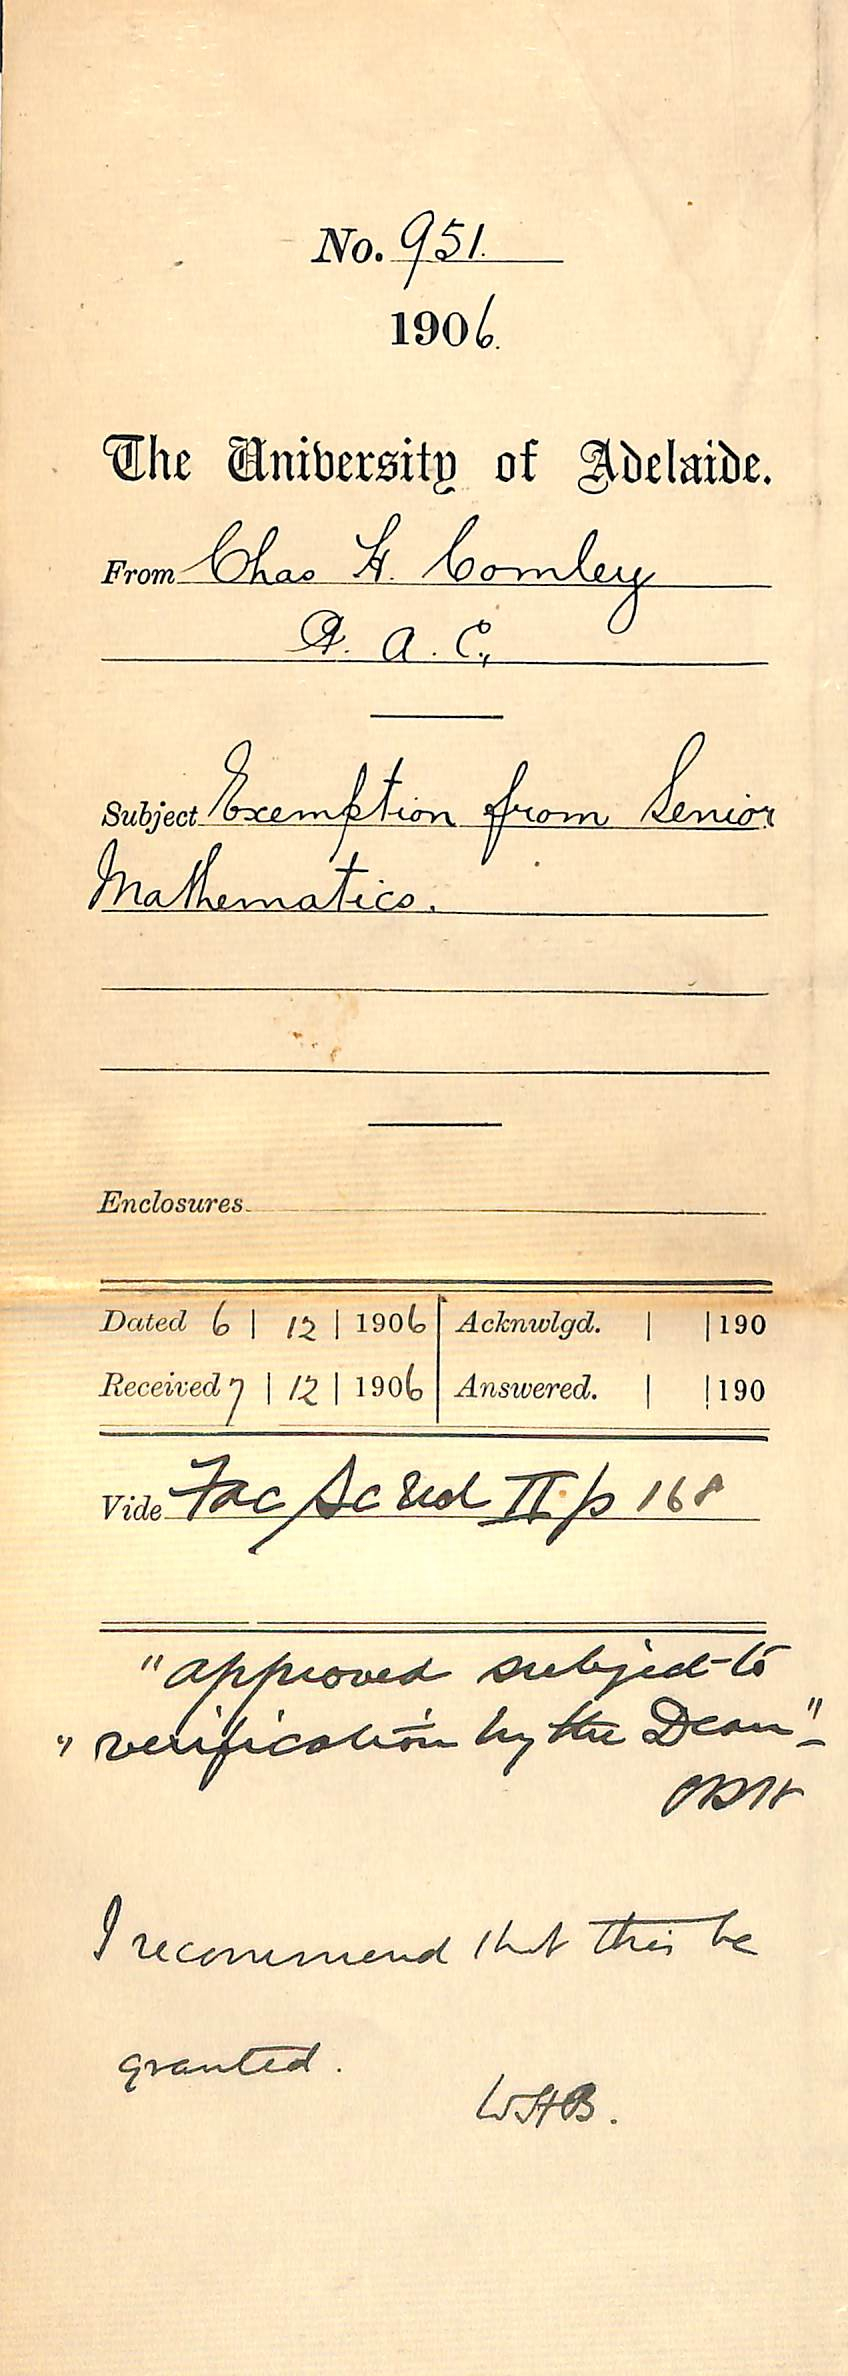 No. 951.
1906.
The University of Adelaide.
From Chas H. Comley
P. A. C.,
Subject Exemption from Senior
Mathematics.
Enclosures
Dated 6 | 12 | 1906 Acknwlgd. | | 190
Received 7 | 12 | 1906 Answered. | | 190
Vide Fac Sc Red II p 168
"approved subject to
"verification by the Dean"
I recommend that this be
granted.
WHB.